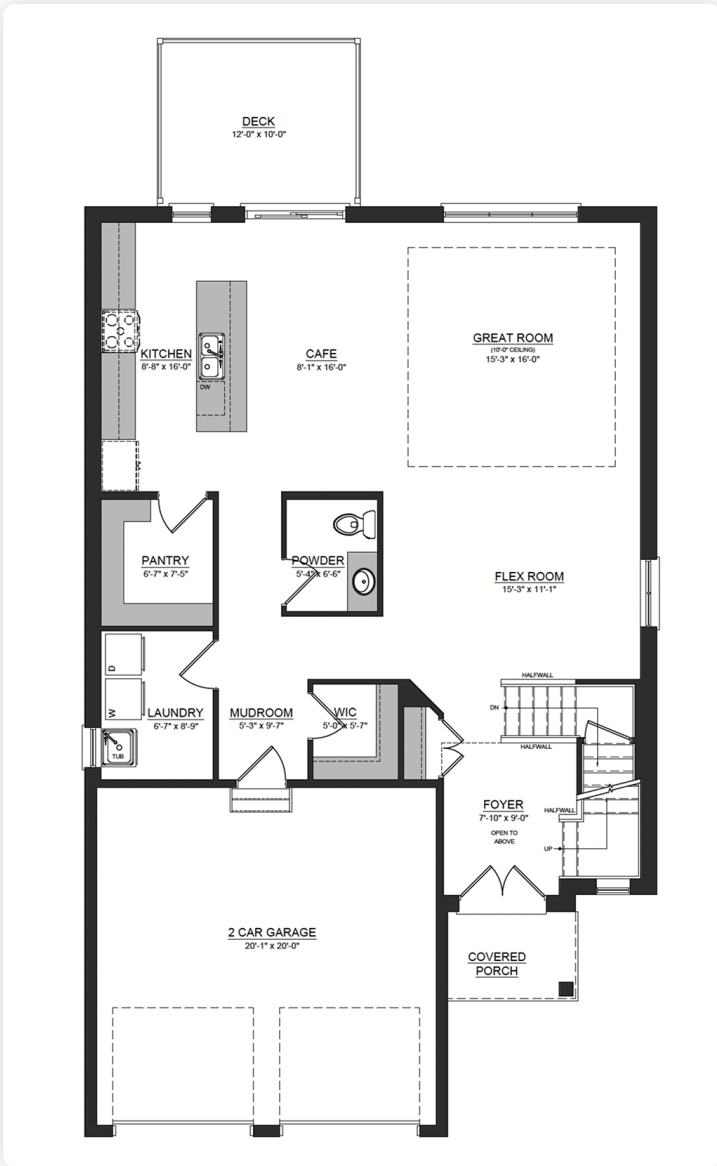 DECK
12'-0" x 10'-0"
KITCHEN
8'-8" x 16'-0"
DW
CAFE
8'-1" x 16'-0"
GREAT ROOM
(10'-0" CEILING)
15'-3" x 16'-0"
PANTRY
6'-7" x 7'-5"
POWDER
5'-4" x 6'-6"
FLEX ROOM
15'-3" x 11'-1"
D
W
LAUNDRY
6'-7" x 8'-9"
TUB
MUDROOM
5'-3" x 9'-7"
WIC
5'-0" x 5'-7"
HALFWALL
DN
HALFWALL
FOYER
7'-10" x 9'-0"
OPEN TO
ABOVE
HALFWALL
UP
2 CAR GARAGE
20'-1" x 20'-0"
COVERED
PORCH